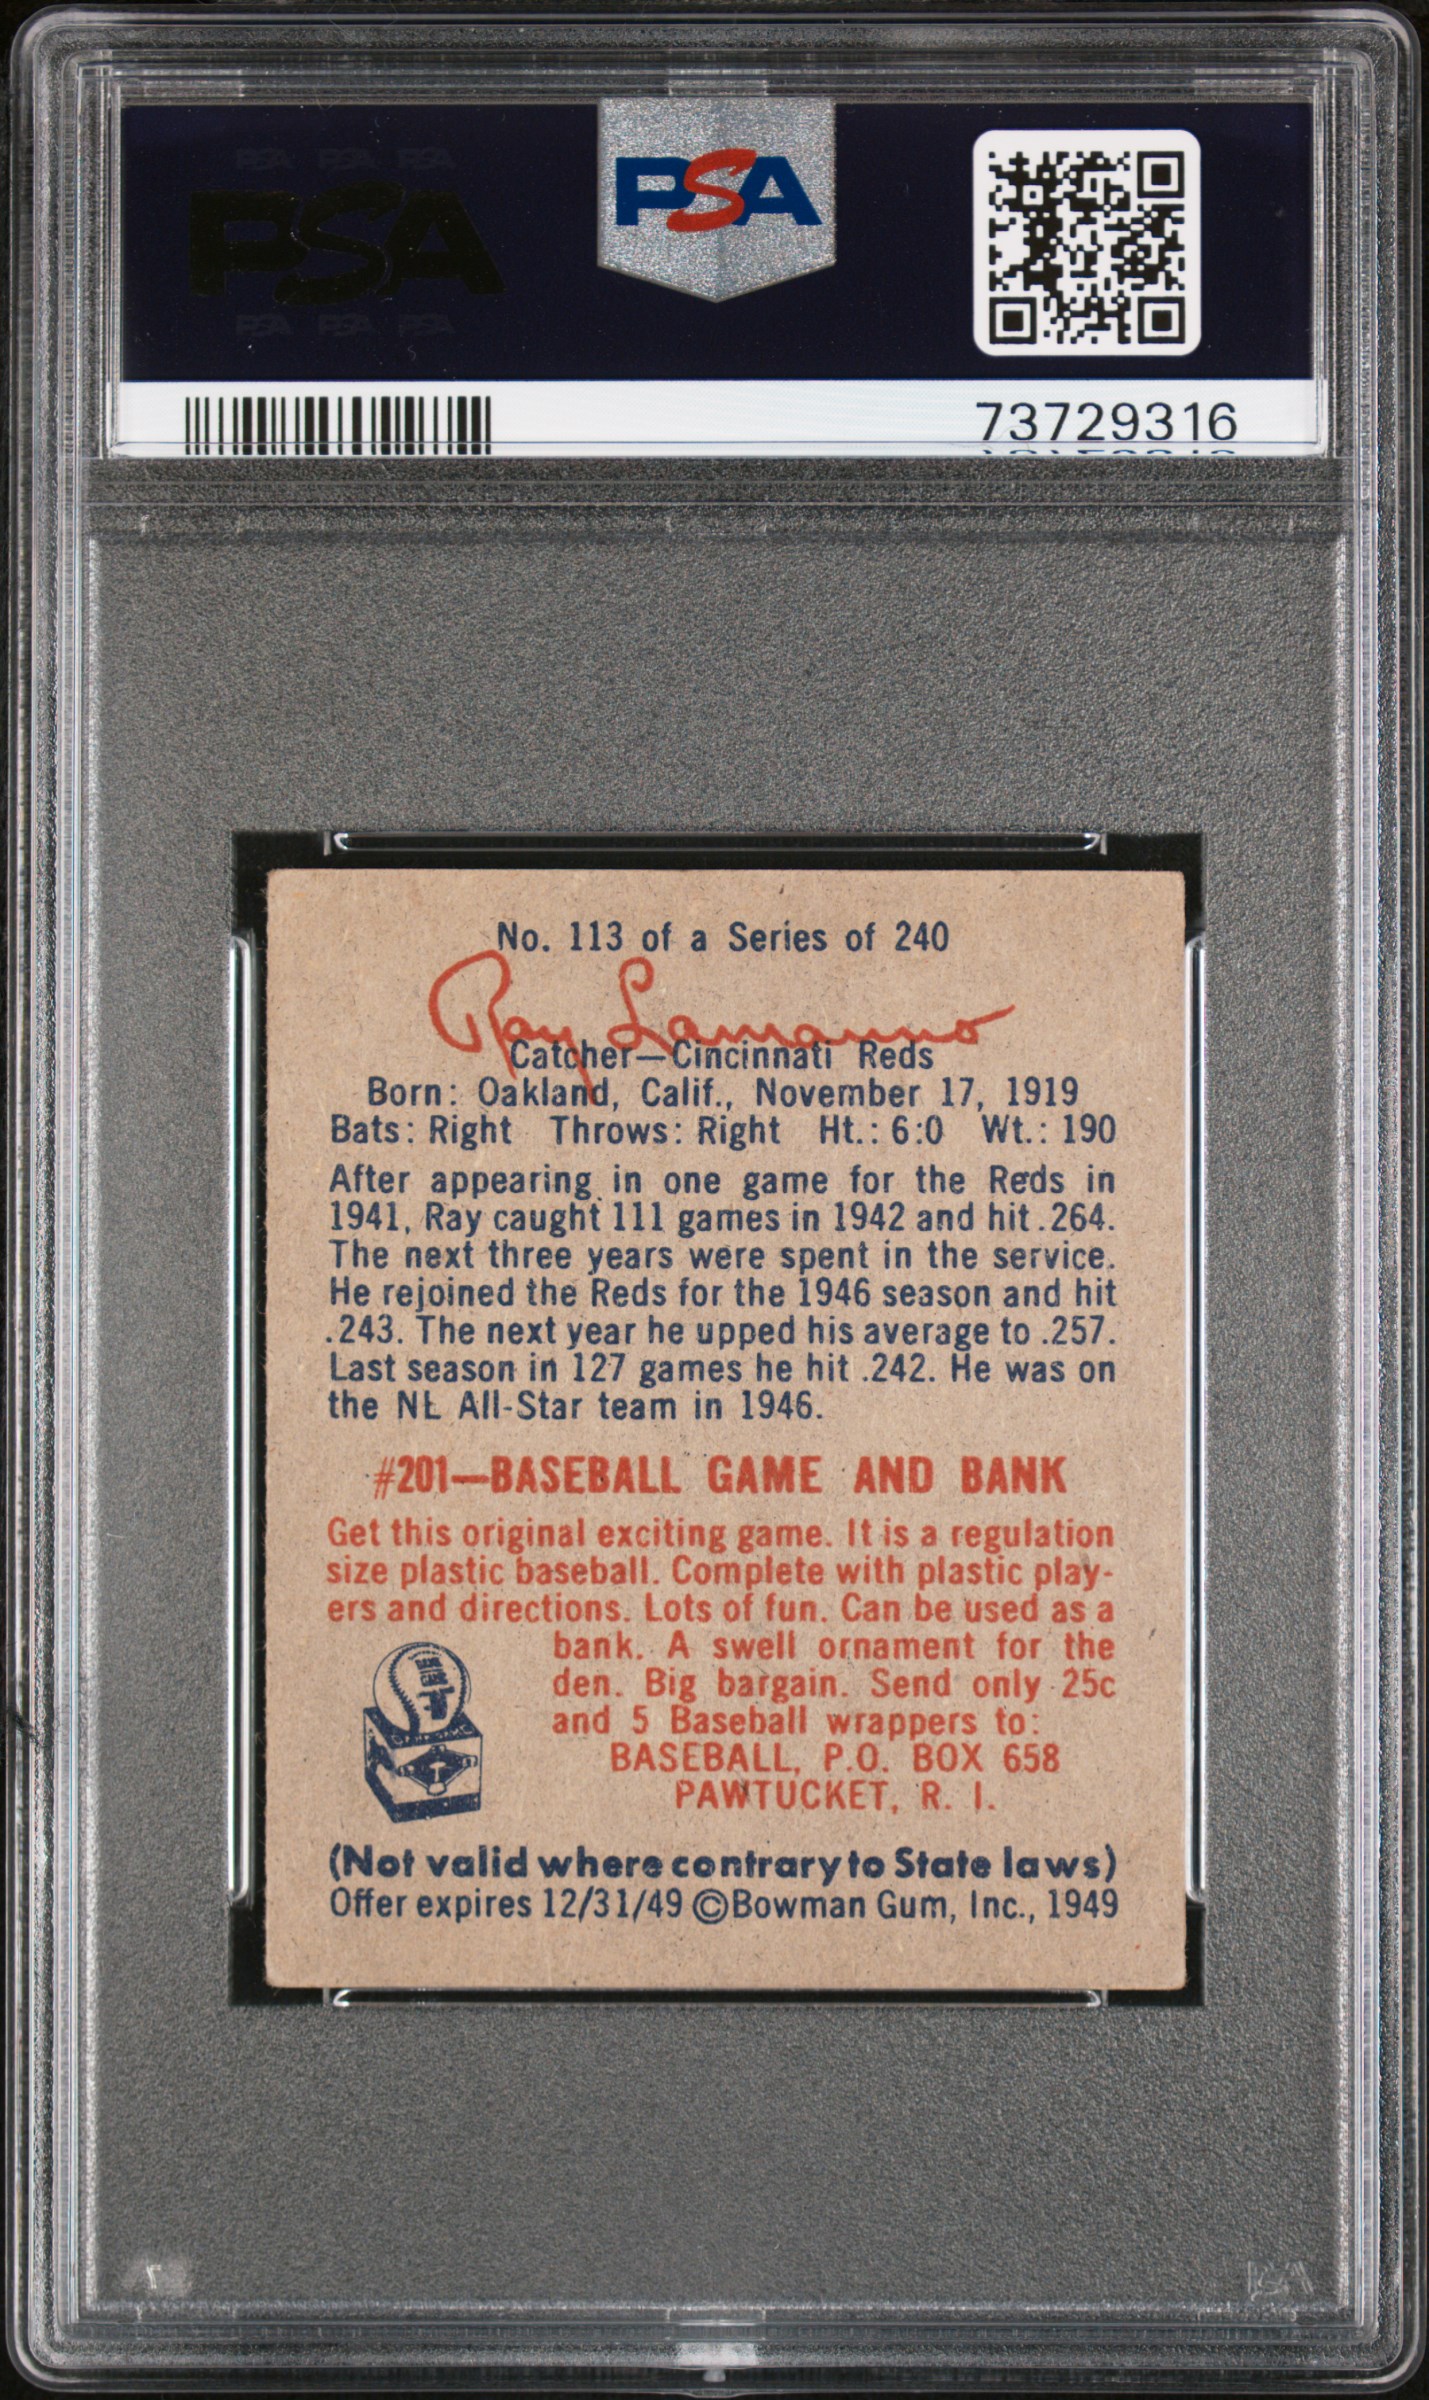 PSA PSA PSA
PSA
PSA PSA PSA
PSA
73729316
No. 113 of a Series of 240
Ray Lamanno
Catcher—Cincinnati Reds
Born: Oakland, Calif., November 17, 1919
Bats: Right Throws: Right Ht.: 6:0 Wt.: 190
After appearing in one game for the Reds in
1941, Ray caught 111 games in 1942 and hit .264.
The next three years were spent in the service.
He rejoined the Reds for the 1946 season and hit
.243. The next year he upped his average to .257.
Last season in 127 games he hit .242. He was on
the NL All-Star team in 1946.
#201—BASEBALL GAME AND BANK
Get this original exciting game. It is a regulation
size plastic baseball. Complete with plastic play-
ers and directions. Lots of fun. Can be used as a
bank. A swell ornament for the
den. Big bargain. Send only 25c
and 5 Baseball wrappers to:
BASEBALL, P.O. BOX 658
PAWTUCKET, R. I.
(Not valid where contrary to State laws)
Offer expires 12/31/49 ©Bowman Gum, Inc., 1949
PSA